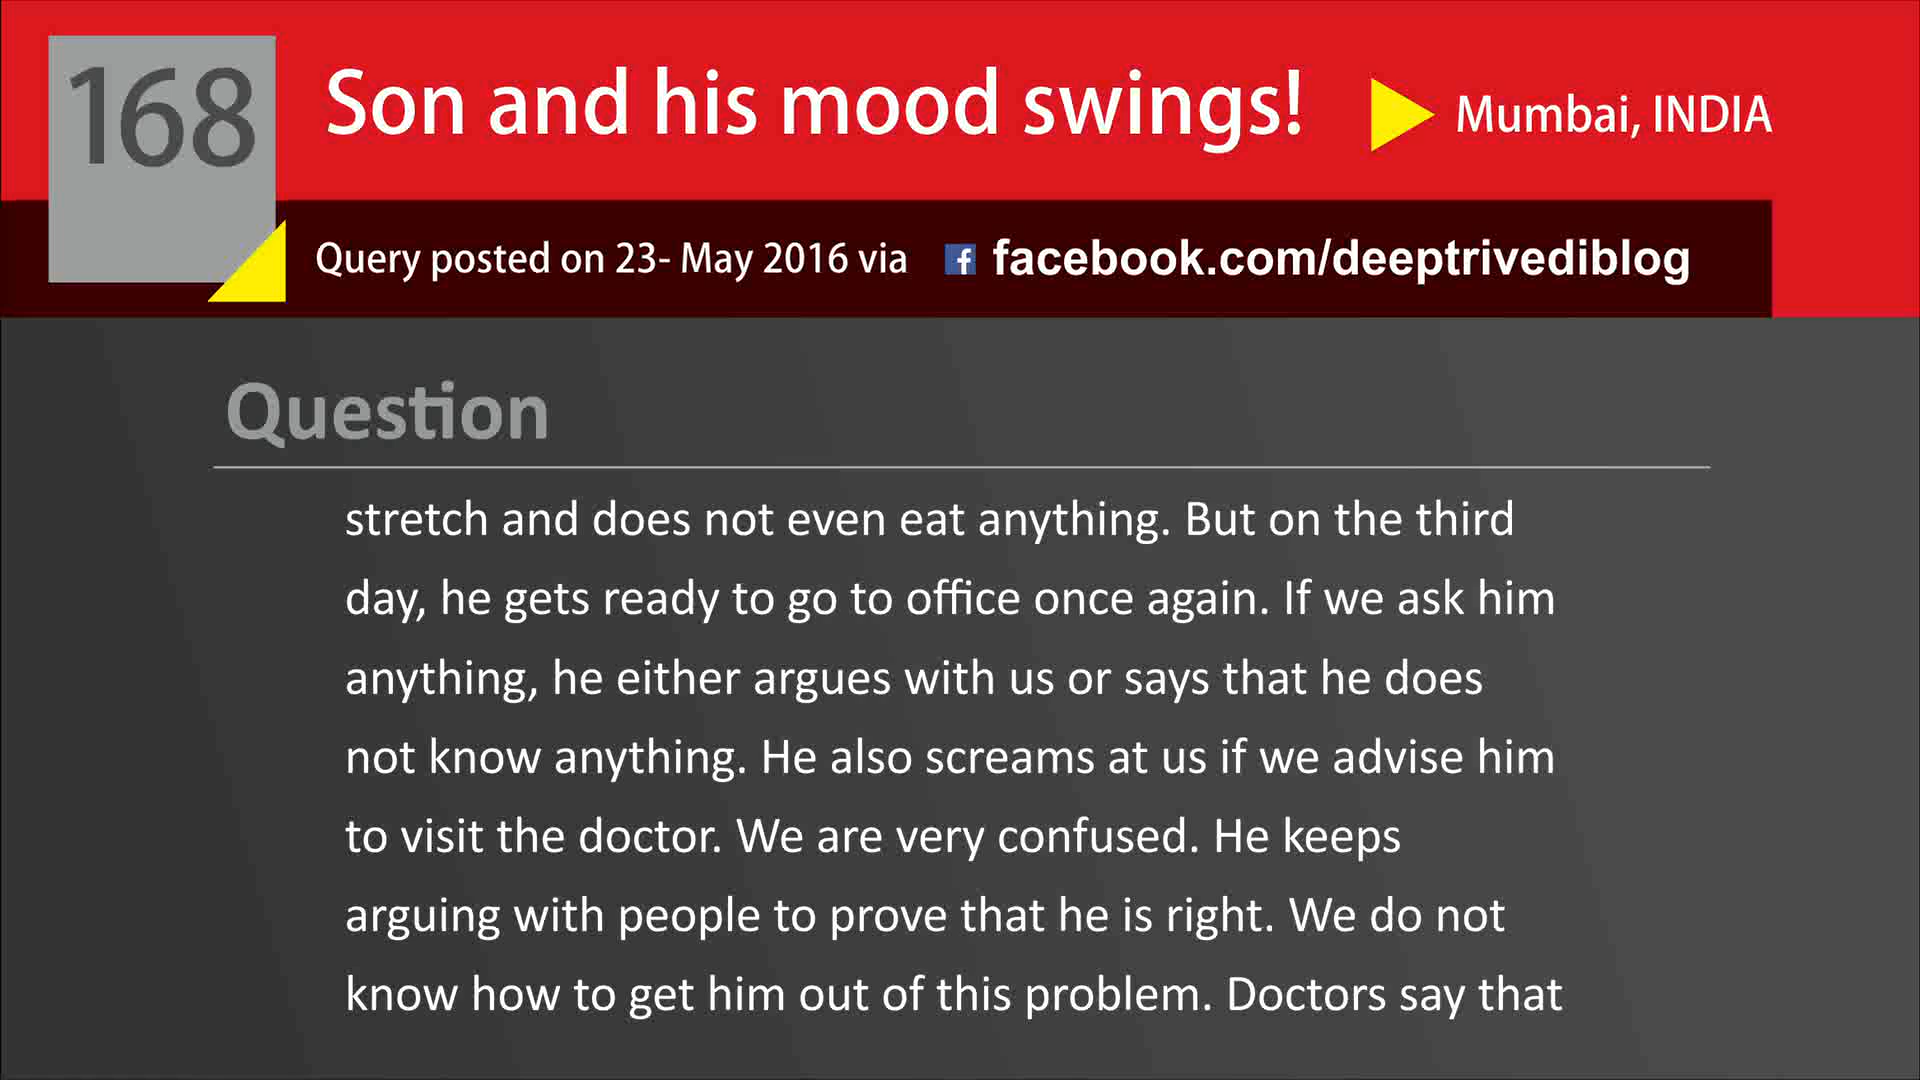 168
Son and his mood swings!
Mumbai, INDIA
Query posted on 23- May 2016 via
facebook.com/deeptrivediblog
Question
stretch and does not even eat anything. But on the third
day, he gets ready to go to office once again. If we ask him
anything, he either argues with us or says that he does
not know anything. He also screams at us if we advise him
to visit the doctor. We are very confused. He keeps
arguing with people to prove that he is right. We do not
know how to get him out of this problem. Doctors say that